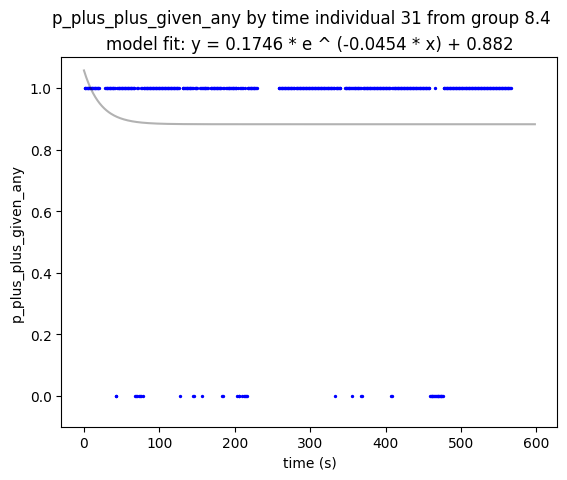 p_plus_plus_given_any by time individual 31 from group 8.4
model fit: y = 0.1746 * e ^ (-0.0454 * x) + 0.882
1.0
0.8
0.6
0.4
0.2
0.0
p_plus_plus_given_any
0 100 200 300 400 500 600
time (s)